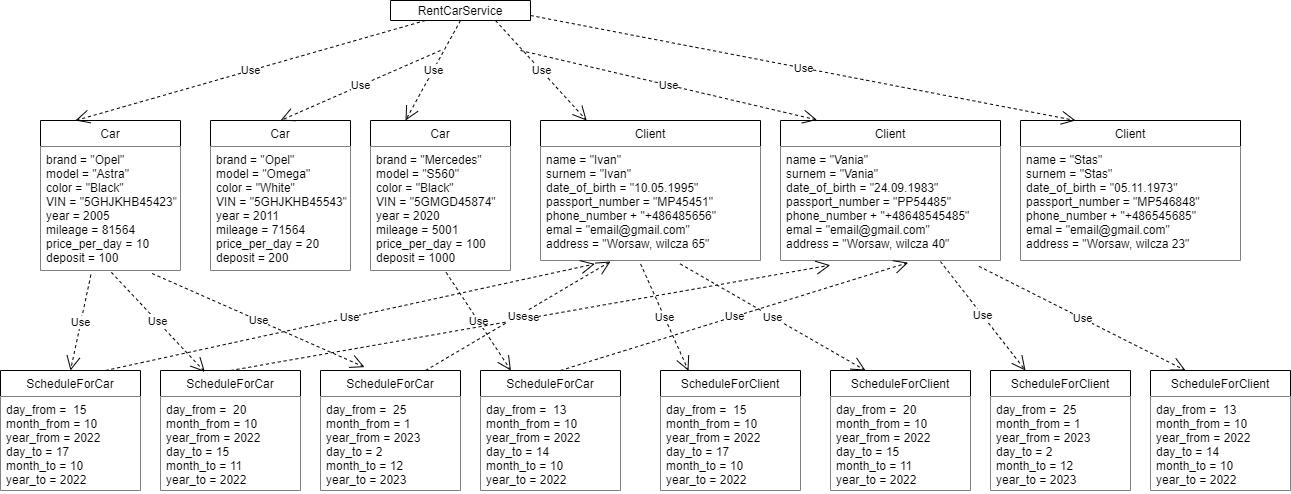 RentCarService
Use
Use
Use
Use
Use
Use
Car
brand = "Opel"
model = "Astra"
color = "Black"
VIN = "5GHJKHB45423"
year = 2005
mileage = 81564
price_per_day = 10
deposit = 100
Car
brand = "Opel"
model = "Omega"
color = "White"
VIN = "5GHJKHB45543"
year = 2011
mileage = 71564
price_per_day = 20
deposit = 200
Car
brand = "Mercedes"
model = "S560"
color = "Black"
VIN = "5GMGD45874"
year = 2020
mileage = 5001
price_per_day = 100
deposit = 1000
Client
name = "Ivan"
surnem = "Ivan"
date_of_birth = "10.05.1995"
passport_number = "MP45451"
phone_number + "+486485656"
emal = "email@gmail.com"
address = "Worsaw, wilcza 65"
Client
name = "Vania"
surnem = "Vania"
date_of_birth = "24.09.1983"
passport_number = "PP54485"
phone_number + "+48648545485"
emal = "email@gmail.com"
address = "Worsaw, wilcza 40"
Client
name = "Stas"
surnem = "Stas"
date_of_birth = "05.11.1973"
passport_number = "MP546848"
phone_number + "+486545685"
emal = "email@gmail.com"
address = "Worsaw, wilcza 23"
Use
Use
Use
Use
Use
Use
Use
Use
Use
Use
Use
Use
ScheduleForCar
day_from =  15
month_from = 10
year_from = 2022
day_to = 17
month_to = 10
year_to = 2022
ScheduleForCar
day_from =  20
month_from = 10
year_from = 2022
day_to = 15
month_to = 11
year_to = 2022
ScheduleForCar
day_from = 25
month_from = 1
year_from = 2023
day_to = 2
month_to = 12
year_to = 2023
ScheduleForCar
day_from =  13
month_from = 10
year_from = 2022
day_to = 14
month_to = 10
year_to = 2022
ScheduleForClient
day_from =  15
month_from = 10
year_from = 2022
day_to = 17
month_to = 10
year_to = 2022
ScheduleForClient
day_from =  20
month_from = 10
year_from = 2022
day_to = 15
month_to = 11
year_to = 2022
ScheduleForClient
day_from = 25
month_from = 1
year_from = 2023
day_to = 2
month_to = 12
year_to = 2023
ScheduleForClient
day_from =  13
month_from = 10
year_from = 2022
day_to = 14
month_to = 10
year_to = 2022